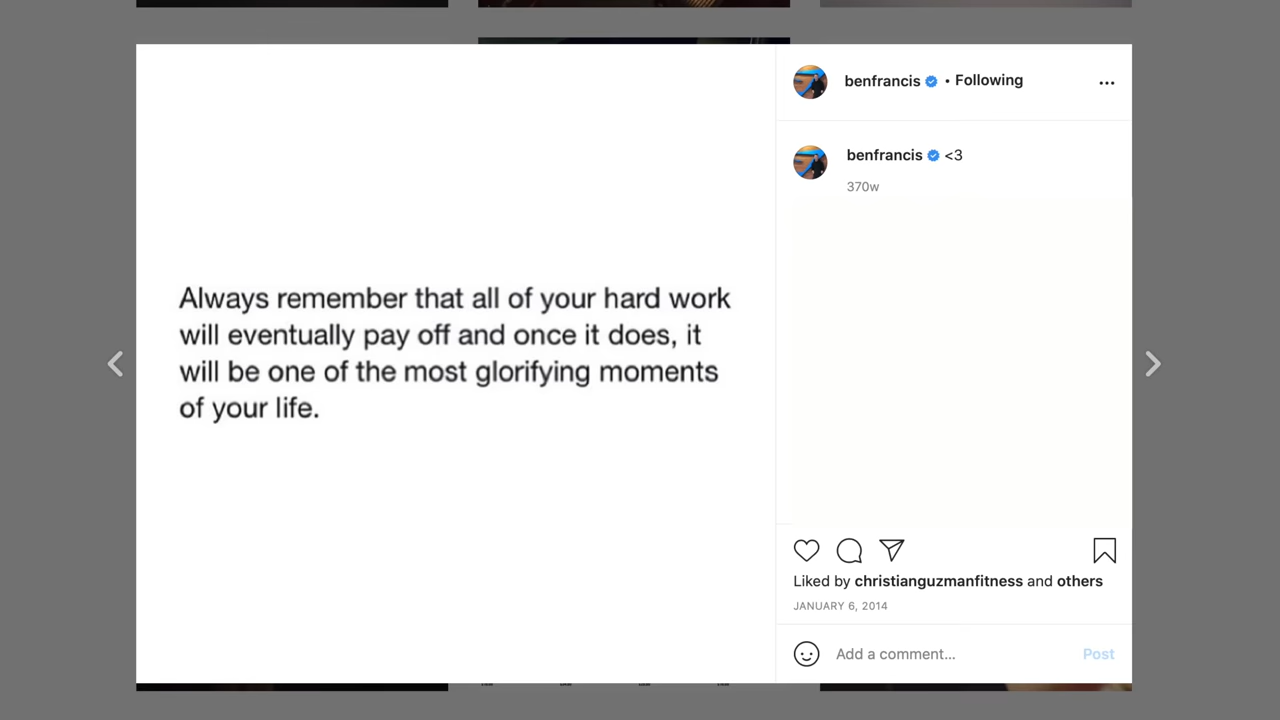 Always remember that all of your hard work
will eventually pay off and once it does, it
will be one of the most glorifying moments
of your life.
benfrancis • Following
...
benfrancis <3
370w
Liked by christianguzmanfitness and others
JANUARY 6, 2014
Add a comment... Post